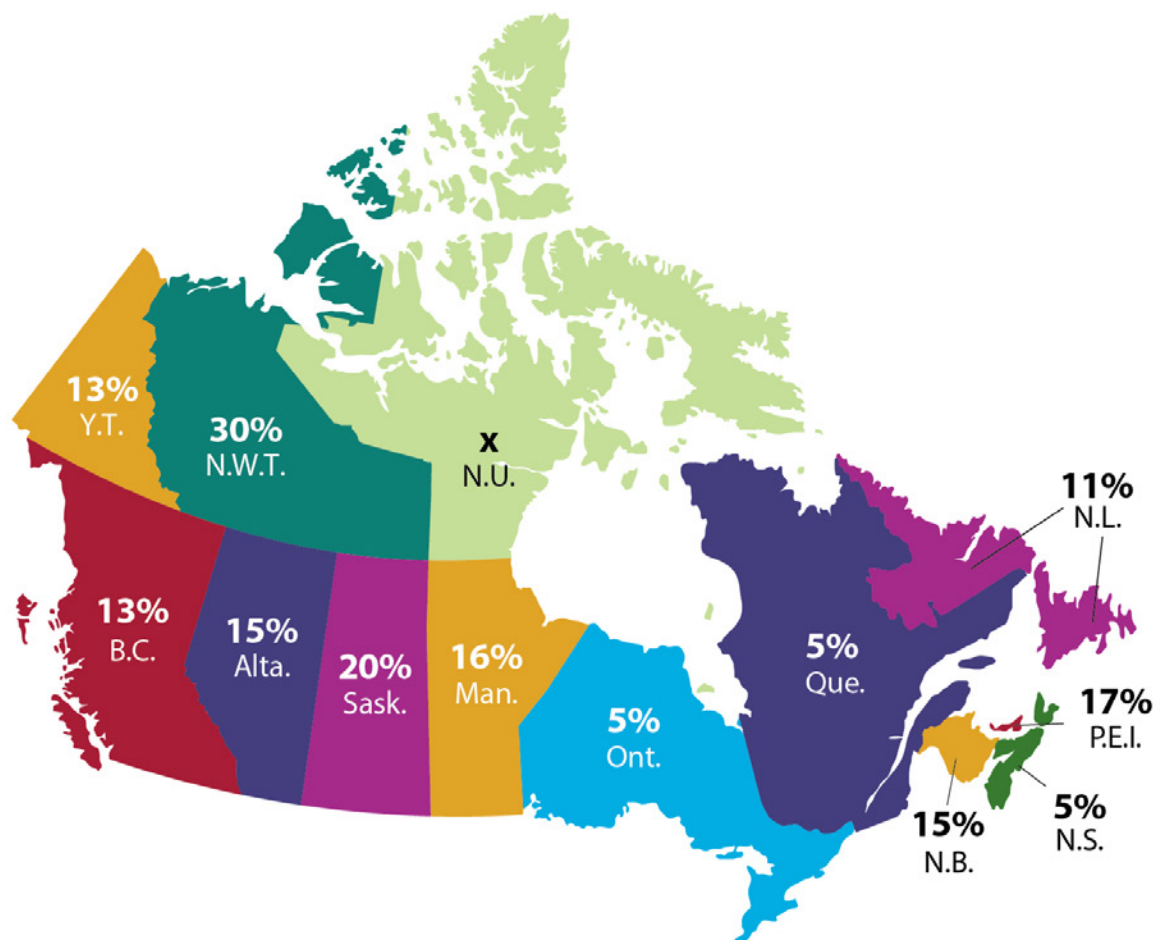 13%
Y.T.
30%
N.W.T.
x
N.U.
11%
N.L.
13%
B.C.
15%
Alta.
20%
Sask.
16%
Man.
5%
Ont.
5%
Que.
17%
P.E.I.
15%
N.B.
5%
N.S.